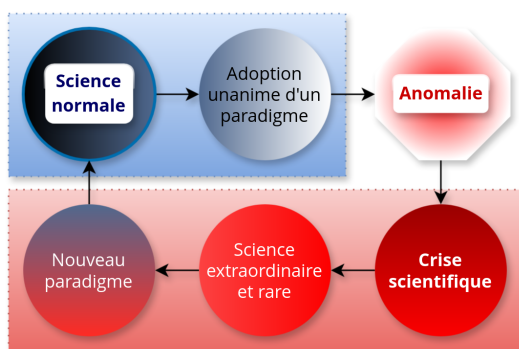 Science
normale
Adoption
unanime d'un
paradigme
Anomalie
Nouveau
paradigme
Science
extraordinaire
et rare
Crise
scientifique